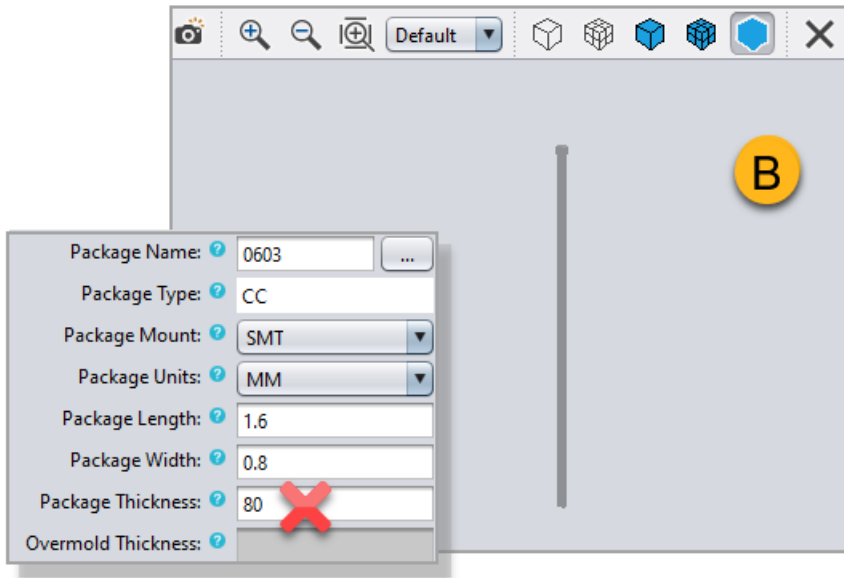 Default
B
Package Name: ? 0603 ...
Package Type: ? CC
Package Mount: ? SMT
Package Units: ? MM
Package Length: ? 1.6
Package Width: ? 0.8
Package Thickness: ? 80
Overmold Thickness: ?